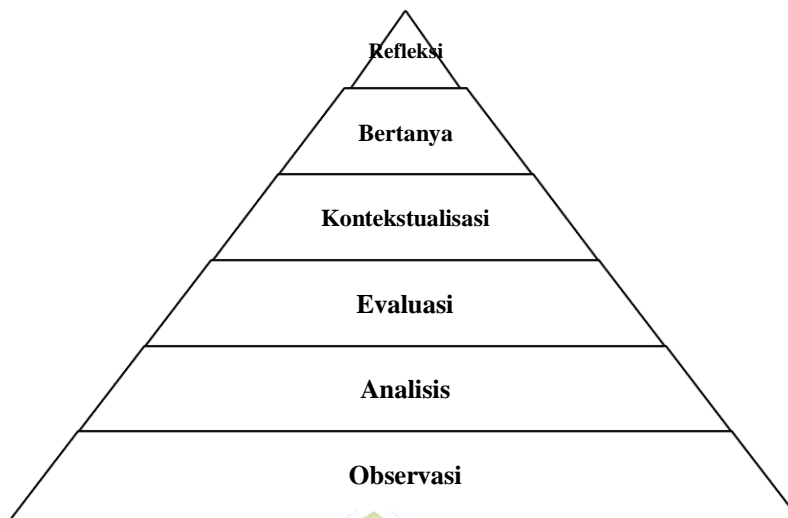 Refleksi
Bertanya
Kontekstualisasi
Evaluasi
Analisis
Observasi